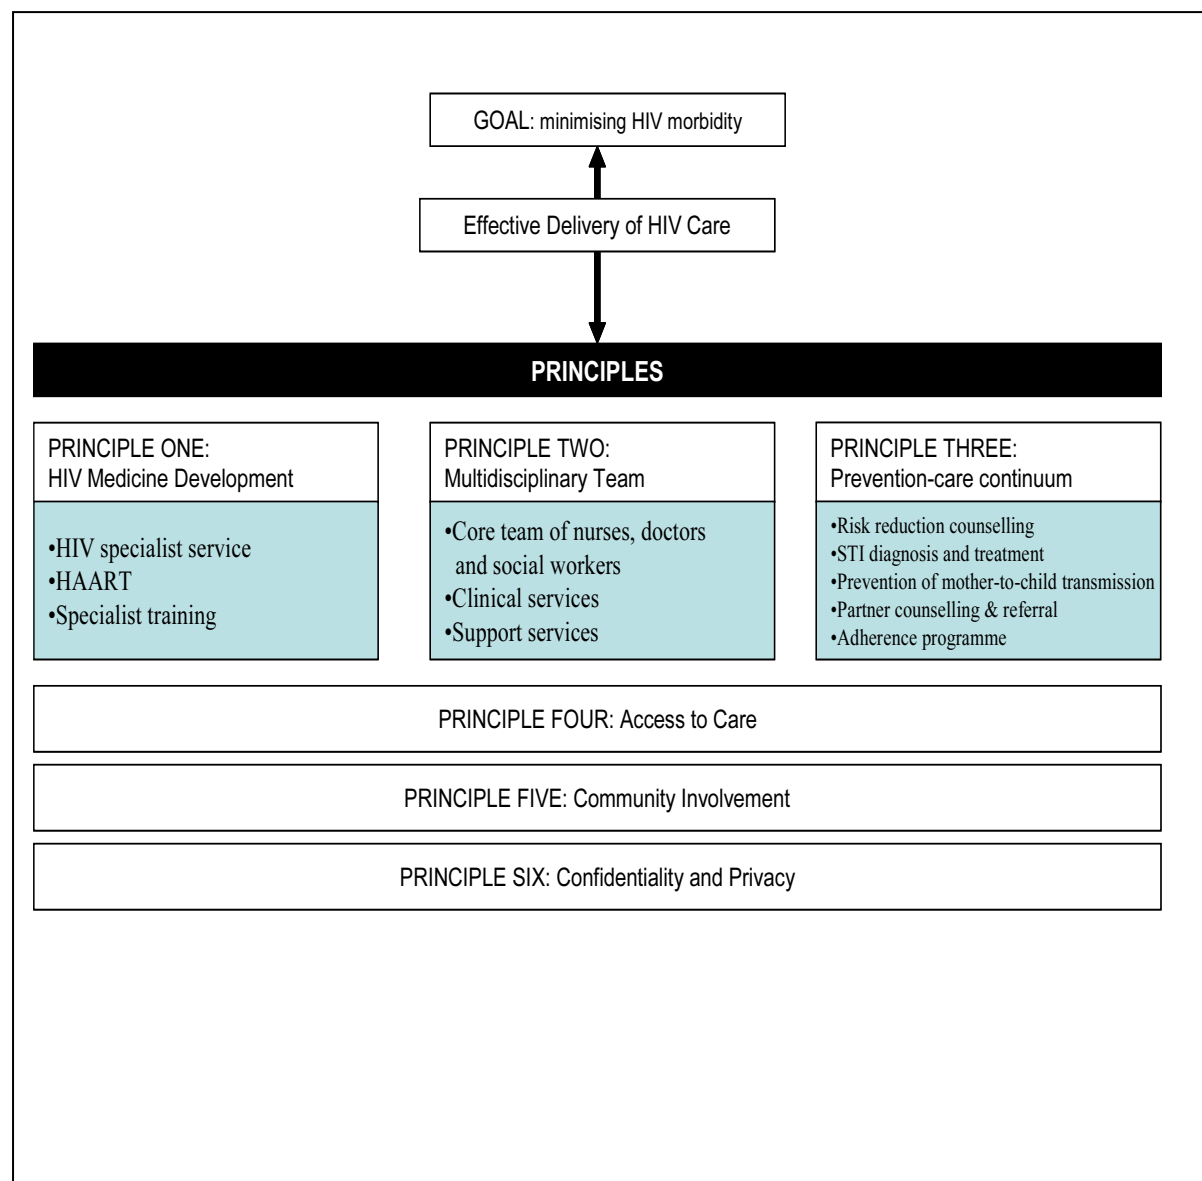 GOAL: minimising HIV morbidity
Effective Delivery of HIV Care
PRINCIPLES
PRINCIPLE ONE:
HIV Medicine Development
•HIV specialist service
•HAART
•Specialist training
PRINCIPLE TWO:
Multidisciplinary Team
•Core team of nurses, doctors
and social workers
•Clinical services
•Support services
PRINCIPLE THREE:
Prevention-care continuum
•Risk reduction counselling
•STI diagnosis and treatment
•Prevention of mother-to-child transmission
•Partner counselling & referral
•Adherence programme
PRINCIPLE FOUR: Access to Care
PRINCIPLE FIVE: Community Involvement
PRINCIPLE SIX: Confidentiality and Privacy